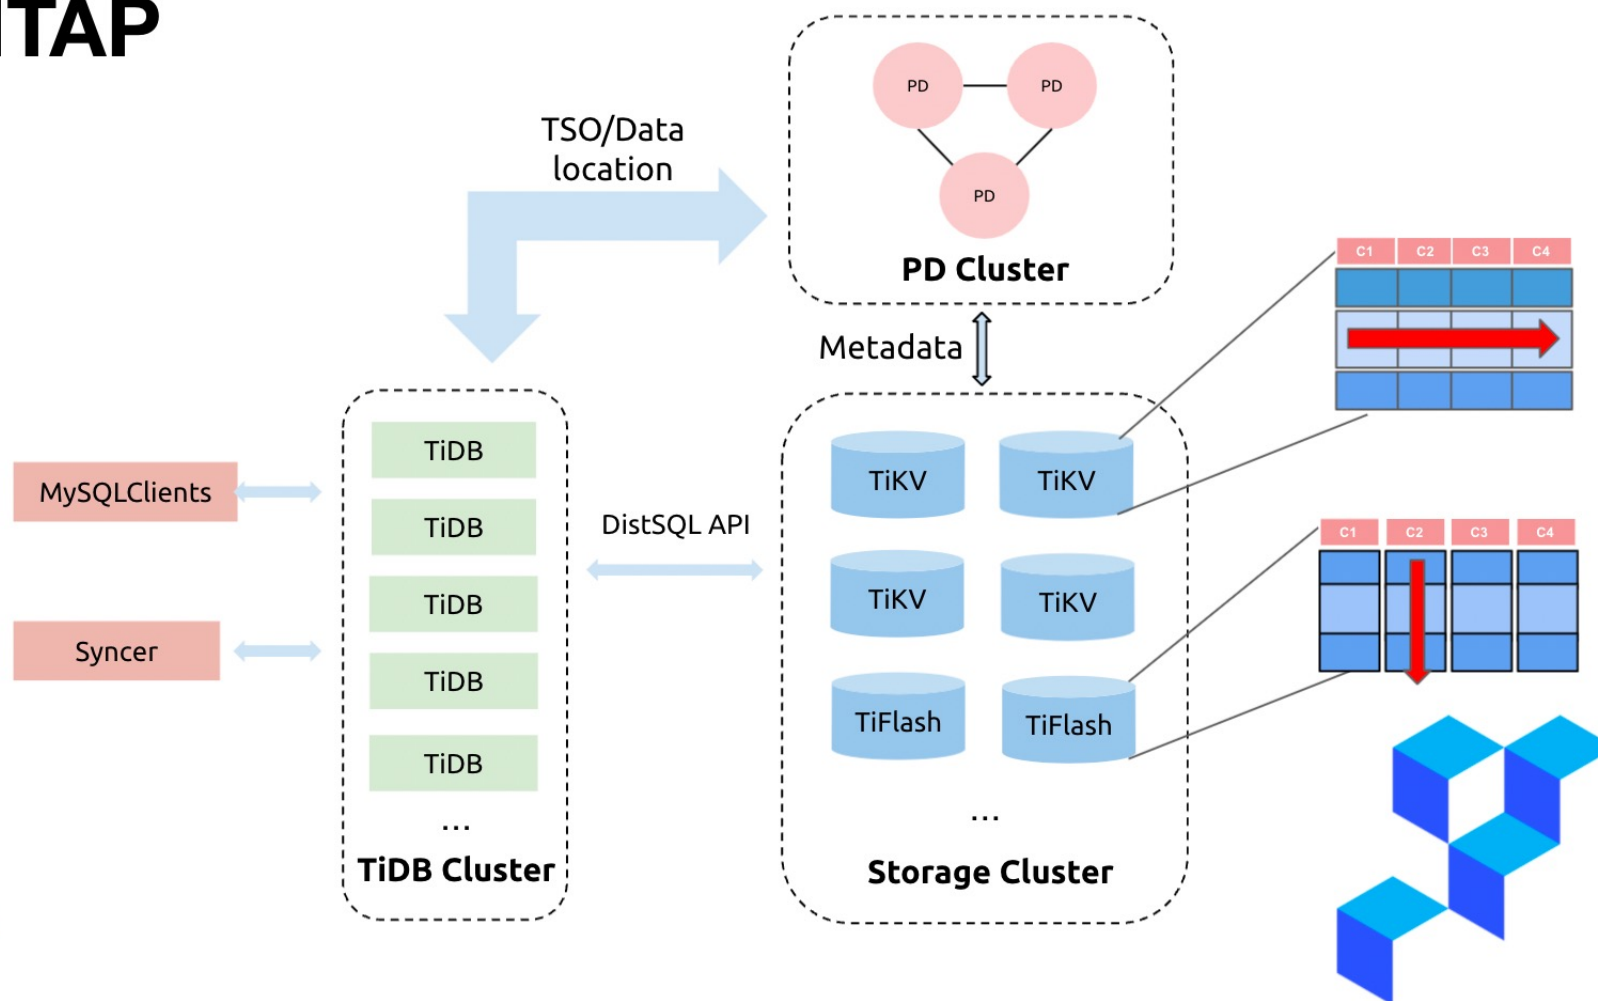 TAP
PD
PD
PD
PD Cluster
TSO/Data
location
Metadata
C1 C2 C3 C4
MySQLClients
Syncer
TiDB
TiDB
TiDB
TiDB
TiDB
...
TiDB Cluster
DistSQL API
TiKV
TiKV
TiKV
TiKV
TiFlash
TiFlash
...
Storage Cluster
C1 C2 C3 C4